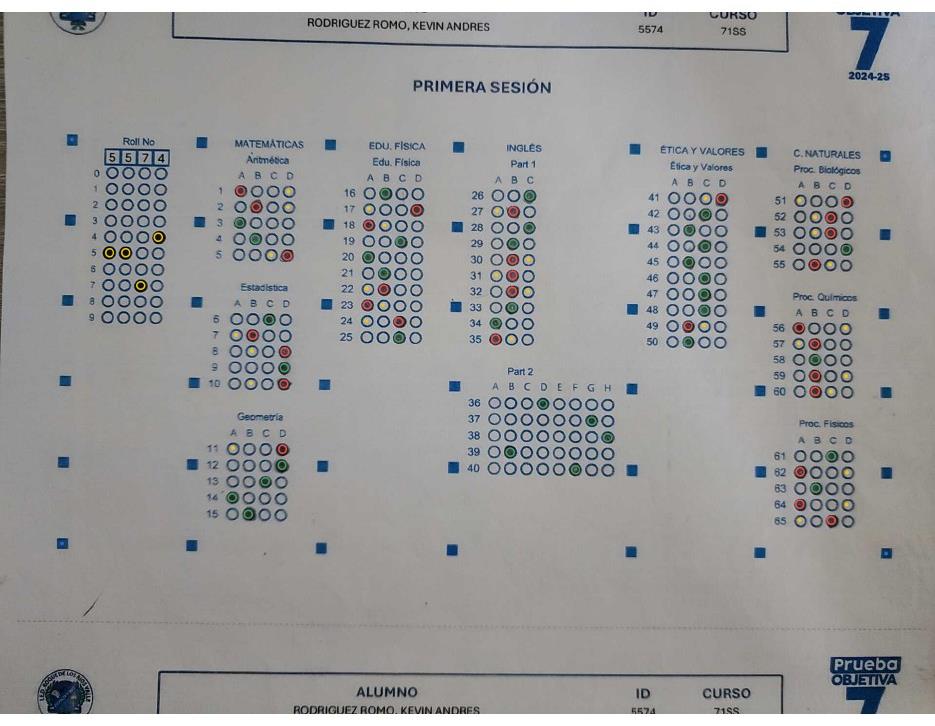 ID CURSO
RODRIGUEZ ROMO, KEVIN ANDRES 5574 71SS
OBJETIVA
7
2024-25
PRIMERA SESIÓN
Roll No
5 5 7 4
0
1
2
3
4
5
6
7
8
9
MATEMÁTICAS
Aritmética
A B C D
1
2
3
4
5
Estadística
A B C D
6
7
8
9
10
Geometría
A B C D
11
12
13
14
15
EDU. FÍSICA
Edu. Física
A B C D
16
17
18
19
20
21
22
23
24
25
INGLÉS
Part 1
A B C
26
27
28
29
30
31
32
33
34
35
Part 2
A B C D E F G H
36
37
38
39
40
ÉTICA Y VALORES
Ética y Valores
A B C D
41
42
43
44
45
46
47
48
49
50
C. NATURALES
Proc. Biológicos
A B C D
51
52
53
54
55
Proc. Químicos
A B C D
56
57
58
59
60
Proc. Físicos
A B C D
61
62
63
64
65
ALUMNO ID CURSO
RODRIGUEZ ROMO, KEVIN ANDRES 5574 71SS
Prueba
OBJETIVA
7